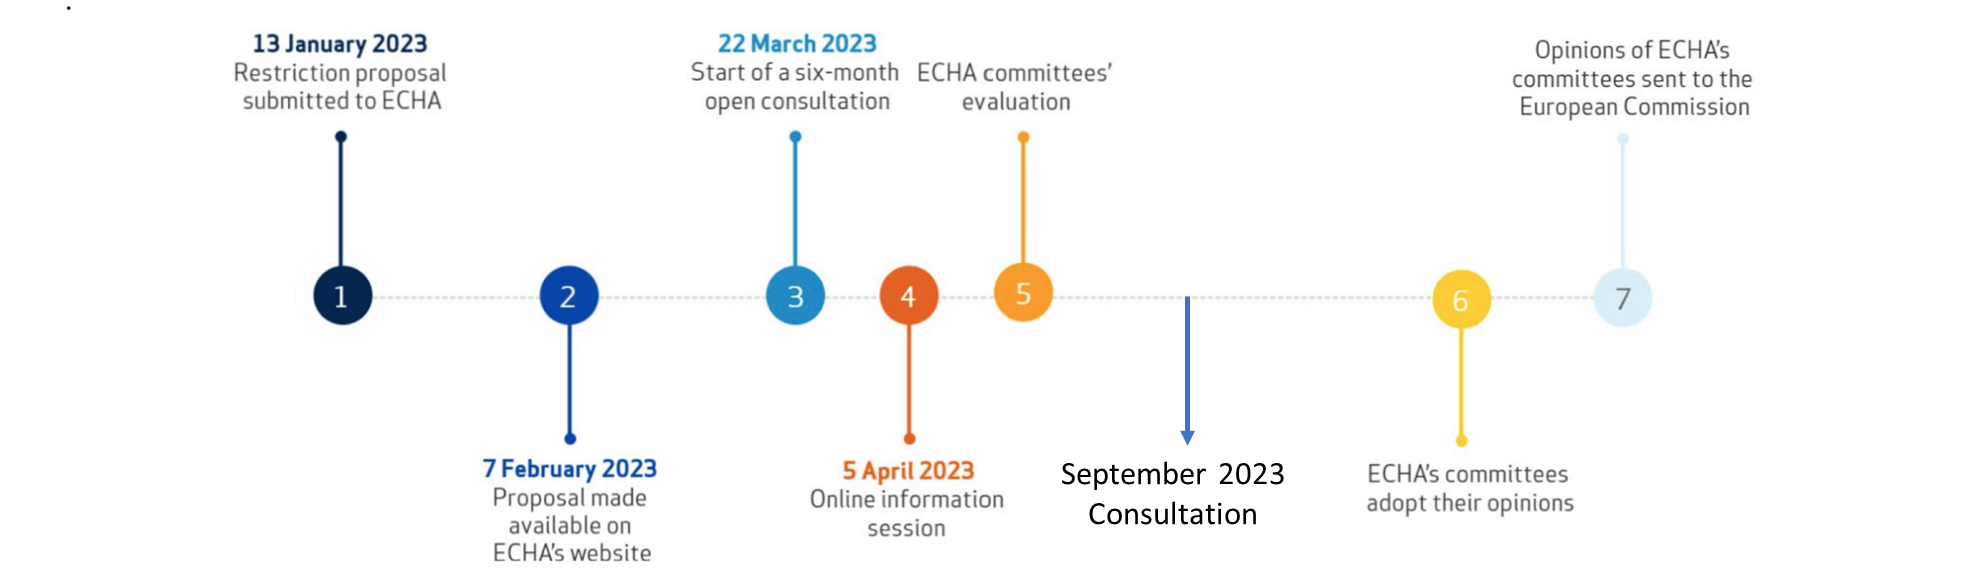 .
13 January 2023
Restriction proposal
submitted to ECHA
22 March 2023
Start of a six-month
open consultation
ECHA committees’
evaluation
Opinions of ECHA’s
committees sent to the
European Commission
1
2
3
4
5
6
7
7 February 2023
Proposal made
available on
ECHA’s website
5 April 2023
Online information
session
September 2023
Consultation
ECHA’s committees
adopt their opinions